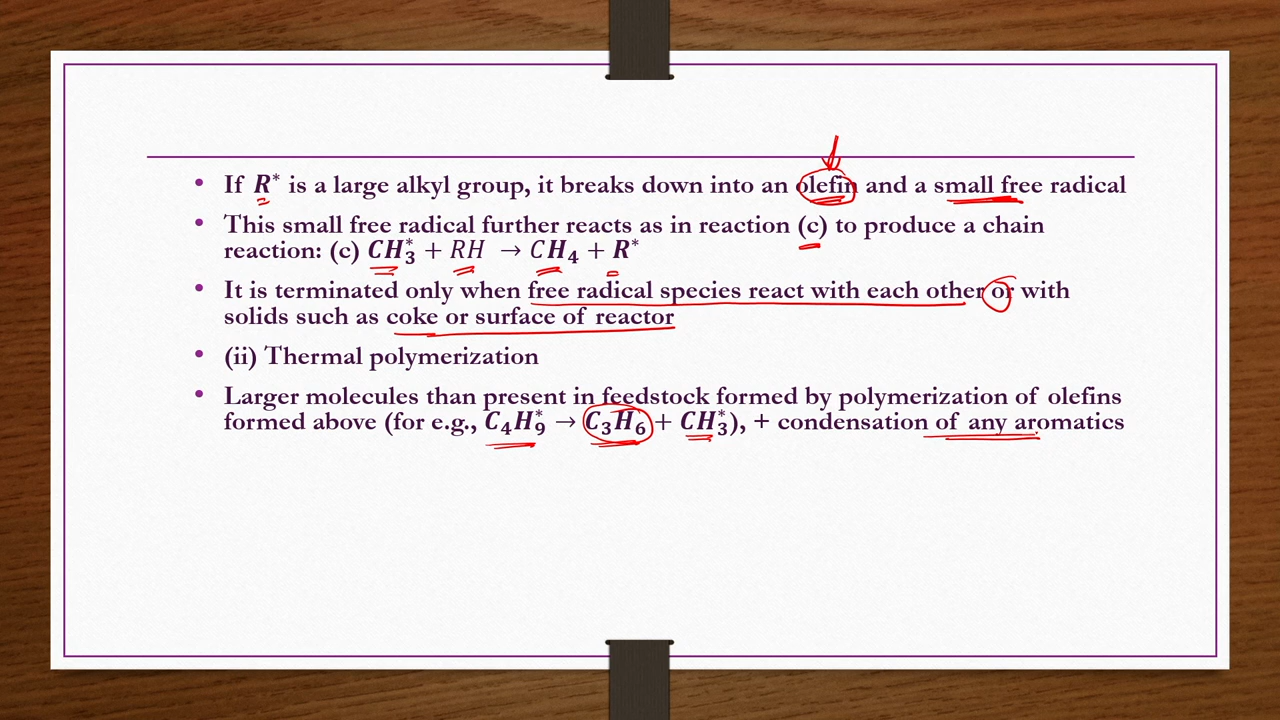 • If R* is a large alkyl group, it breaks down into an olefin and a small free radical
• This small free radical further reacts as in reaction (c) to produce a chain
reaction: (c) CH₃* + RH → CH₄ + R*
• It is terminated only when free radical species react with each other or with
solids such as coke or surface of reactor
• (ii) Thermal polymerization
• Larger molecules than present in feedstock formed by polymerization of olefins
formed above (for e.g., C₄H₉* → C₃H₆ + CH₃*), + condensation of any aromatics